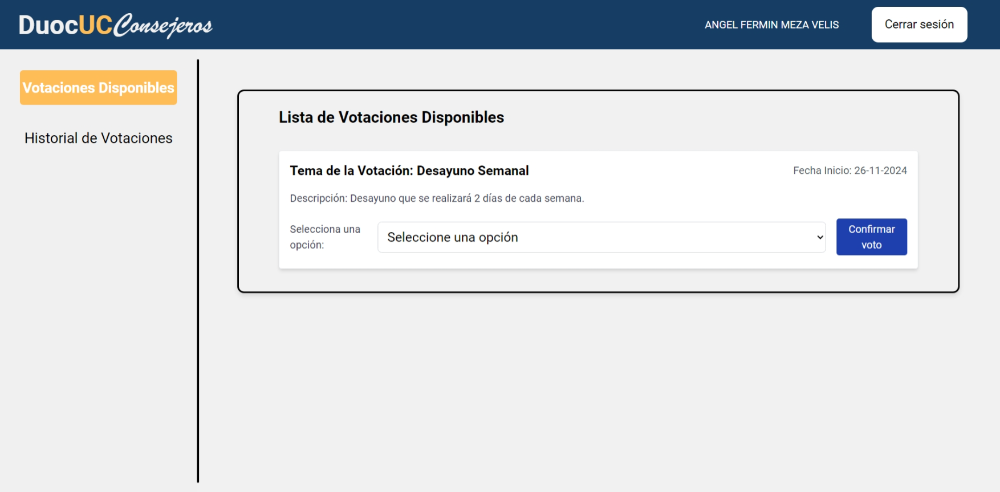 DuocUC Consejeros
ANGEL FERMIN MEZA VELIS
Cerrar sesión
Votaciones Disponibles
Historial de Votaciones
Lista de Votaciones Disponibles
Tema de la Votación: Desayuno Semanal
Fecha Inicio: 26-11-2024
Descripción: Desayuno que se realizará 2 días de cada semana.
Selecciona una
opción:
Seleccione una opción
Confirmar
voto